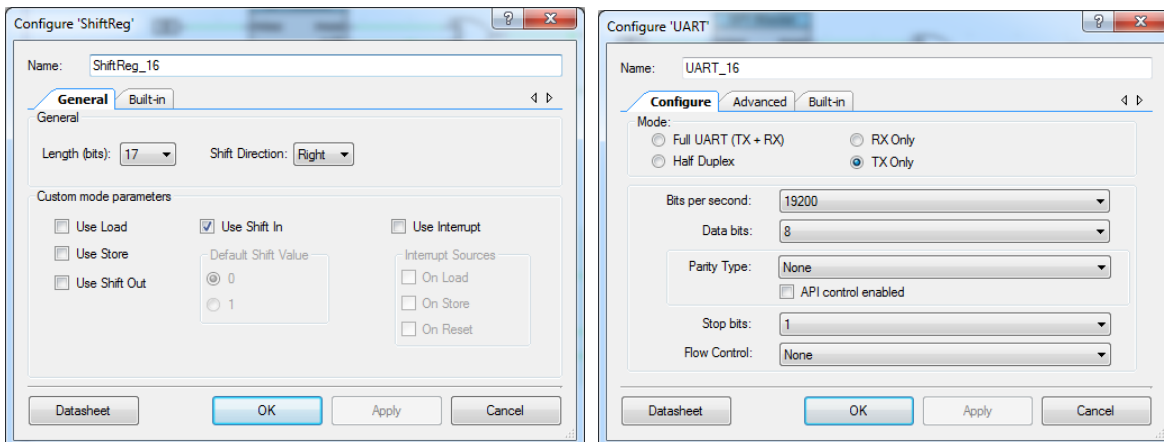 Configure 'ShiftReg'
Name: ShiftReg_16
General Built-in
General
Length (bits): 17 Shift Direction: Right
Custom mode parameters
Use Load Use Shift In Use Interrupt
Use Store Default Shift Value Interrupt Sources
Use Shift Out 0 On Load
1 On Store
On Reset
Datasheet OK Apply Cancel
Configure 'UART'
Name: UART_16
Configure Advanced Built-in
Mode:
Full UART (TX + RX) RX Only
Half Duplex TX Only
Bits per second: 19200
Data bits: 8
Parity Type: None
API control enabled
Stop bits: 1
Flow Control: None
Datasheet OK Apply Cancel